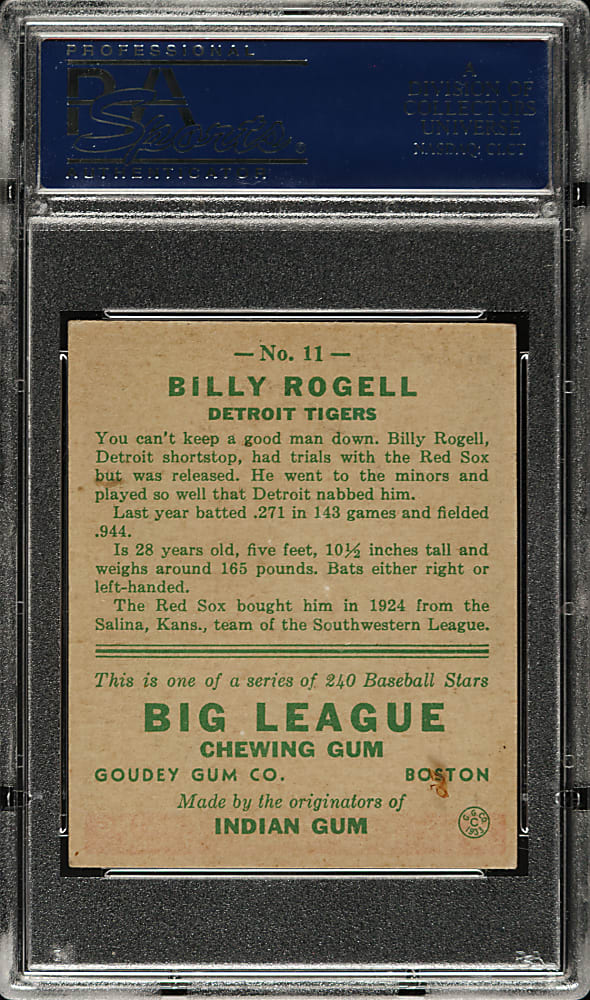 PROFESSIONAL
PSA
Sports
AUTHENTICATOR
A
DIVISION OF
COLLECTORS
UNIVERSE
NASDAQ: CLCT
— No. 11 —
BILLY ROGELL
DETROIT TIGERS
You can't keep a good man down. Billy Rogell,
Detroit shortstop, had trials with the Red Sox
but was released. He went to the minors and
played so well that Detroit nabbed him.
Last year batted .271 in 143 games and fielded
.944.
Is 28 years old, five feet, 10½ inches tall and
weighs around 165 pounds. Bats either right or
left-handed.
The Red Sox bought him in 1924 from the
Salina, Kans., team of the Southwestern League.
This is one of a series of 240 Baseball Stars
BIG LEAGUE
CHEWING GUM
GOUDEY GUM CO. BOSTON
Made by the originators of
INDIAN GUM
G.G.CO.
C
1933